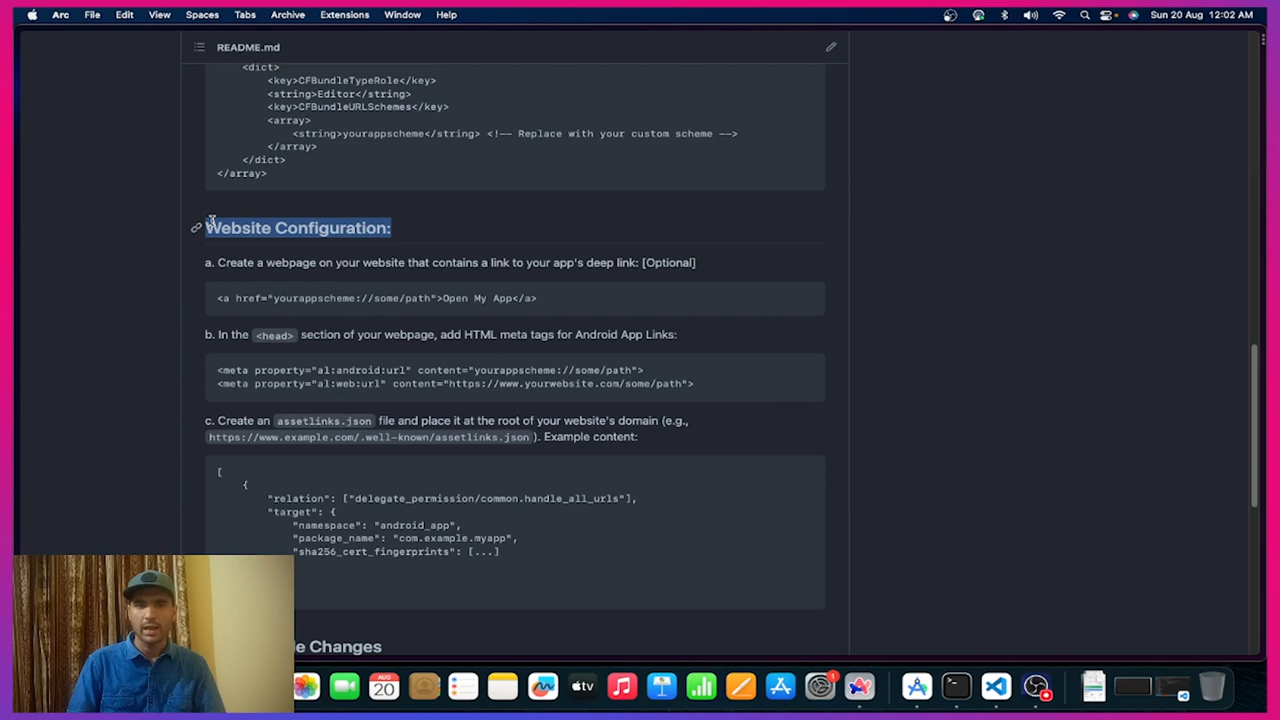 Arc File Edit View Spaces Tabs Archive Extensions Window Help Sun 20 Aug 12:02 AM
README.md
<dict>
<key>CFBundleTypeRole</key>
<string>Editor</string>
<key>CFBundleURLSchemes</key>
<array>
<string>yourappscheme</string> <!-- Replace with your custom scheme -->
</array>
</dict>
</array>
Website Configuration:
a. Create a webpage on your website that contains a link to your app's deep link: [Optional]
<a href="yourappscheme://some/path">Open My App</a>
b. In the <head> section of your webpage, add HTML meta tags for Android App Links:
<meta property="al:android:url" content="yourappscheme://some/path">
<meta property="al:web:url" content="https://www.yourwebsite.com/some/path">
c. Create an assetlinks.json file and place it at the root of your website's domain (e.g.,
https://www.example.com/.well-known/assetlinks.json ). Example content:
[
{
"relation": ["delegate_permission/common.handle_all_urls"],
"target": {
"namespace": "android_app",
"package_name": "com.example.myapp",
"sha256_cert_fingerprints": [...]
Changes
AUG
20
tv
1